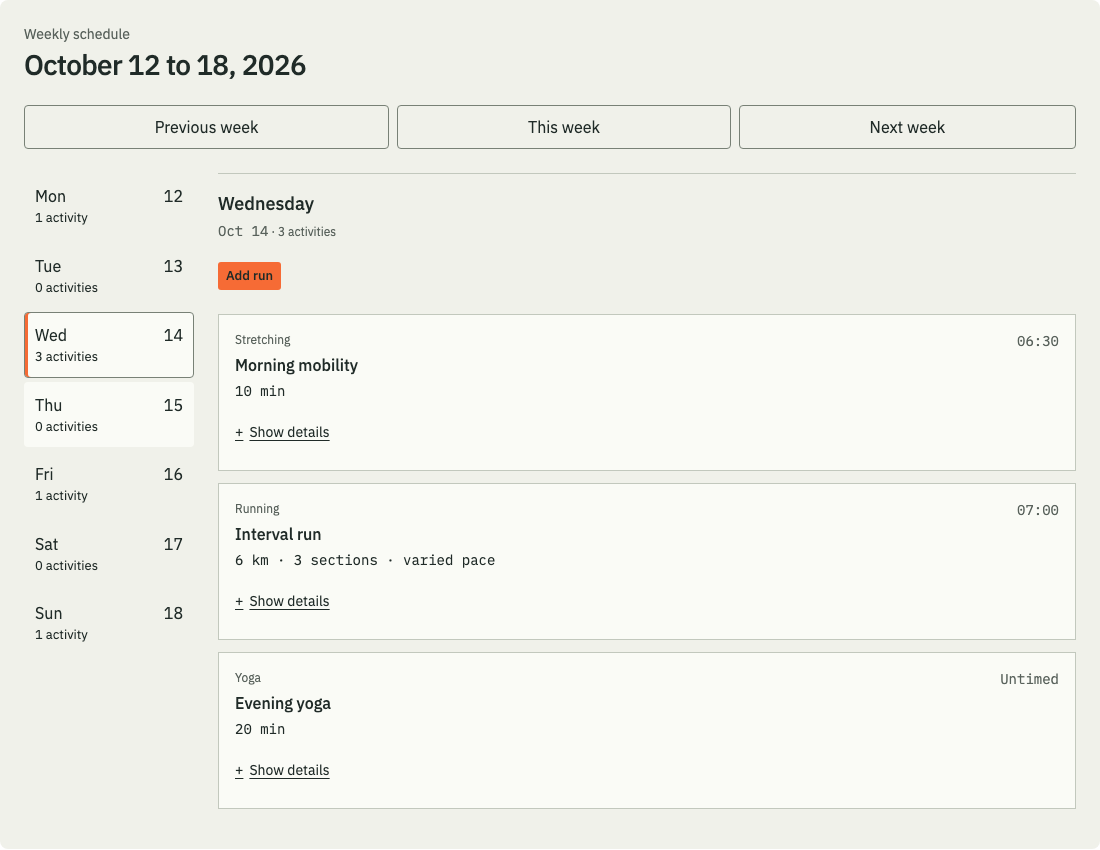 Weekly schedule
October 12 to 18, 2026
Previous week
This week
Next week
Mon 12
1 activity
Tue 13
0 activities
Wed 14
3 activities
Thu 15
0 activities
Fri 16
1 activity
Sat 17
0 activities
Sun 18
1 activity
Wednesday
Oct 14 · 3 activities
Add run
Stretching 06:30
Morning mobility
10 min
+ Show details
Running 07:00
Interval run
6 km · 3 sections · varied pace
+ Show details
Yoga Untimed
Evening yoga
20 min
+ Show details